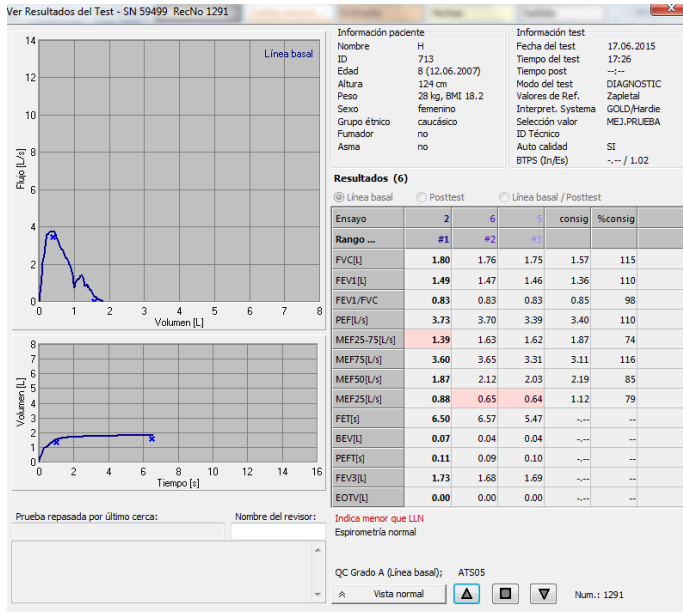 Ver Resultados del Test - SN 59499 RecNo 1291
Línea basal
Flujo [L/s]
14
12
10
8
6
4
2
0
0 1 2 3 4 5 6 7 8
Volumen [L]
Volumen [L]
8
7
6
5
4
3
2
1
0
0 2 4 6 8 10 12 14 16
Tiempo [s]
Prueba repasada por último cerca:
Nombre del revisor:
Información paciente
Nombre H
ID 713
Edad 8 (12.06.2007)
Altura 124 cm
Peso 28 kg, BMI 18.2
Sexo femenino
Grupo étnico caucásico
Fumador no
Asma no
Información test
Fecha del test 17.06.2015
Tiempo del test 17:26
Tiempo post --:--
Modo del test DIAGNOSTIC
Valores de Ref. Zapletal
Interpret. Systema GOLD/Hardie
Selección valor MEJ.PRUEBA
ID Técnico
Auto calidad SI
BTPS (In/Es) -.-- / 1.02
Resultados (6)
Línea basal Posttest Línea basal / Posttest
Ensayo 2 6 5 consig %consig
Rango ... #1 #2 #3
FVC[L] 1.80 1.76 1.75 1.57 115
FEV1[L] 1.49 1.47 1.46 1.36 110
FEV1/FVC 0.83 0.83 0.83 0.85 98
PEF[L/s] 3.73 3.70 3.39 3.40 110
MEF25-75[L/s] 1.39 1.63 1.62 1.87 74
MEF75[L/s] 3.60 3.65 3.31 3.11 116
MEF50[L/s] 1.87 2.12 2.03 2.19 85
MEF25[L/s] 0.88 0.65 0.64 1.12 79
FET[s] 6.50 6.57 5.47 -.-- --
BEV[L] 0.07 0.04 0.04 -.-- --
PEFT[s] 0.11 0.09 0.10 -.-- --
FEV3[L] 1.73 1.68 1.69 -.-- --
EOTV[L] 0.00 0.00 0.00 -.-- --
Indica menor que LLN
Espirometría normal
QC Grado A (Línea basal); ATS05
Vista normal
Num.: 1291